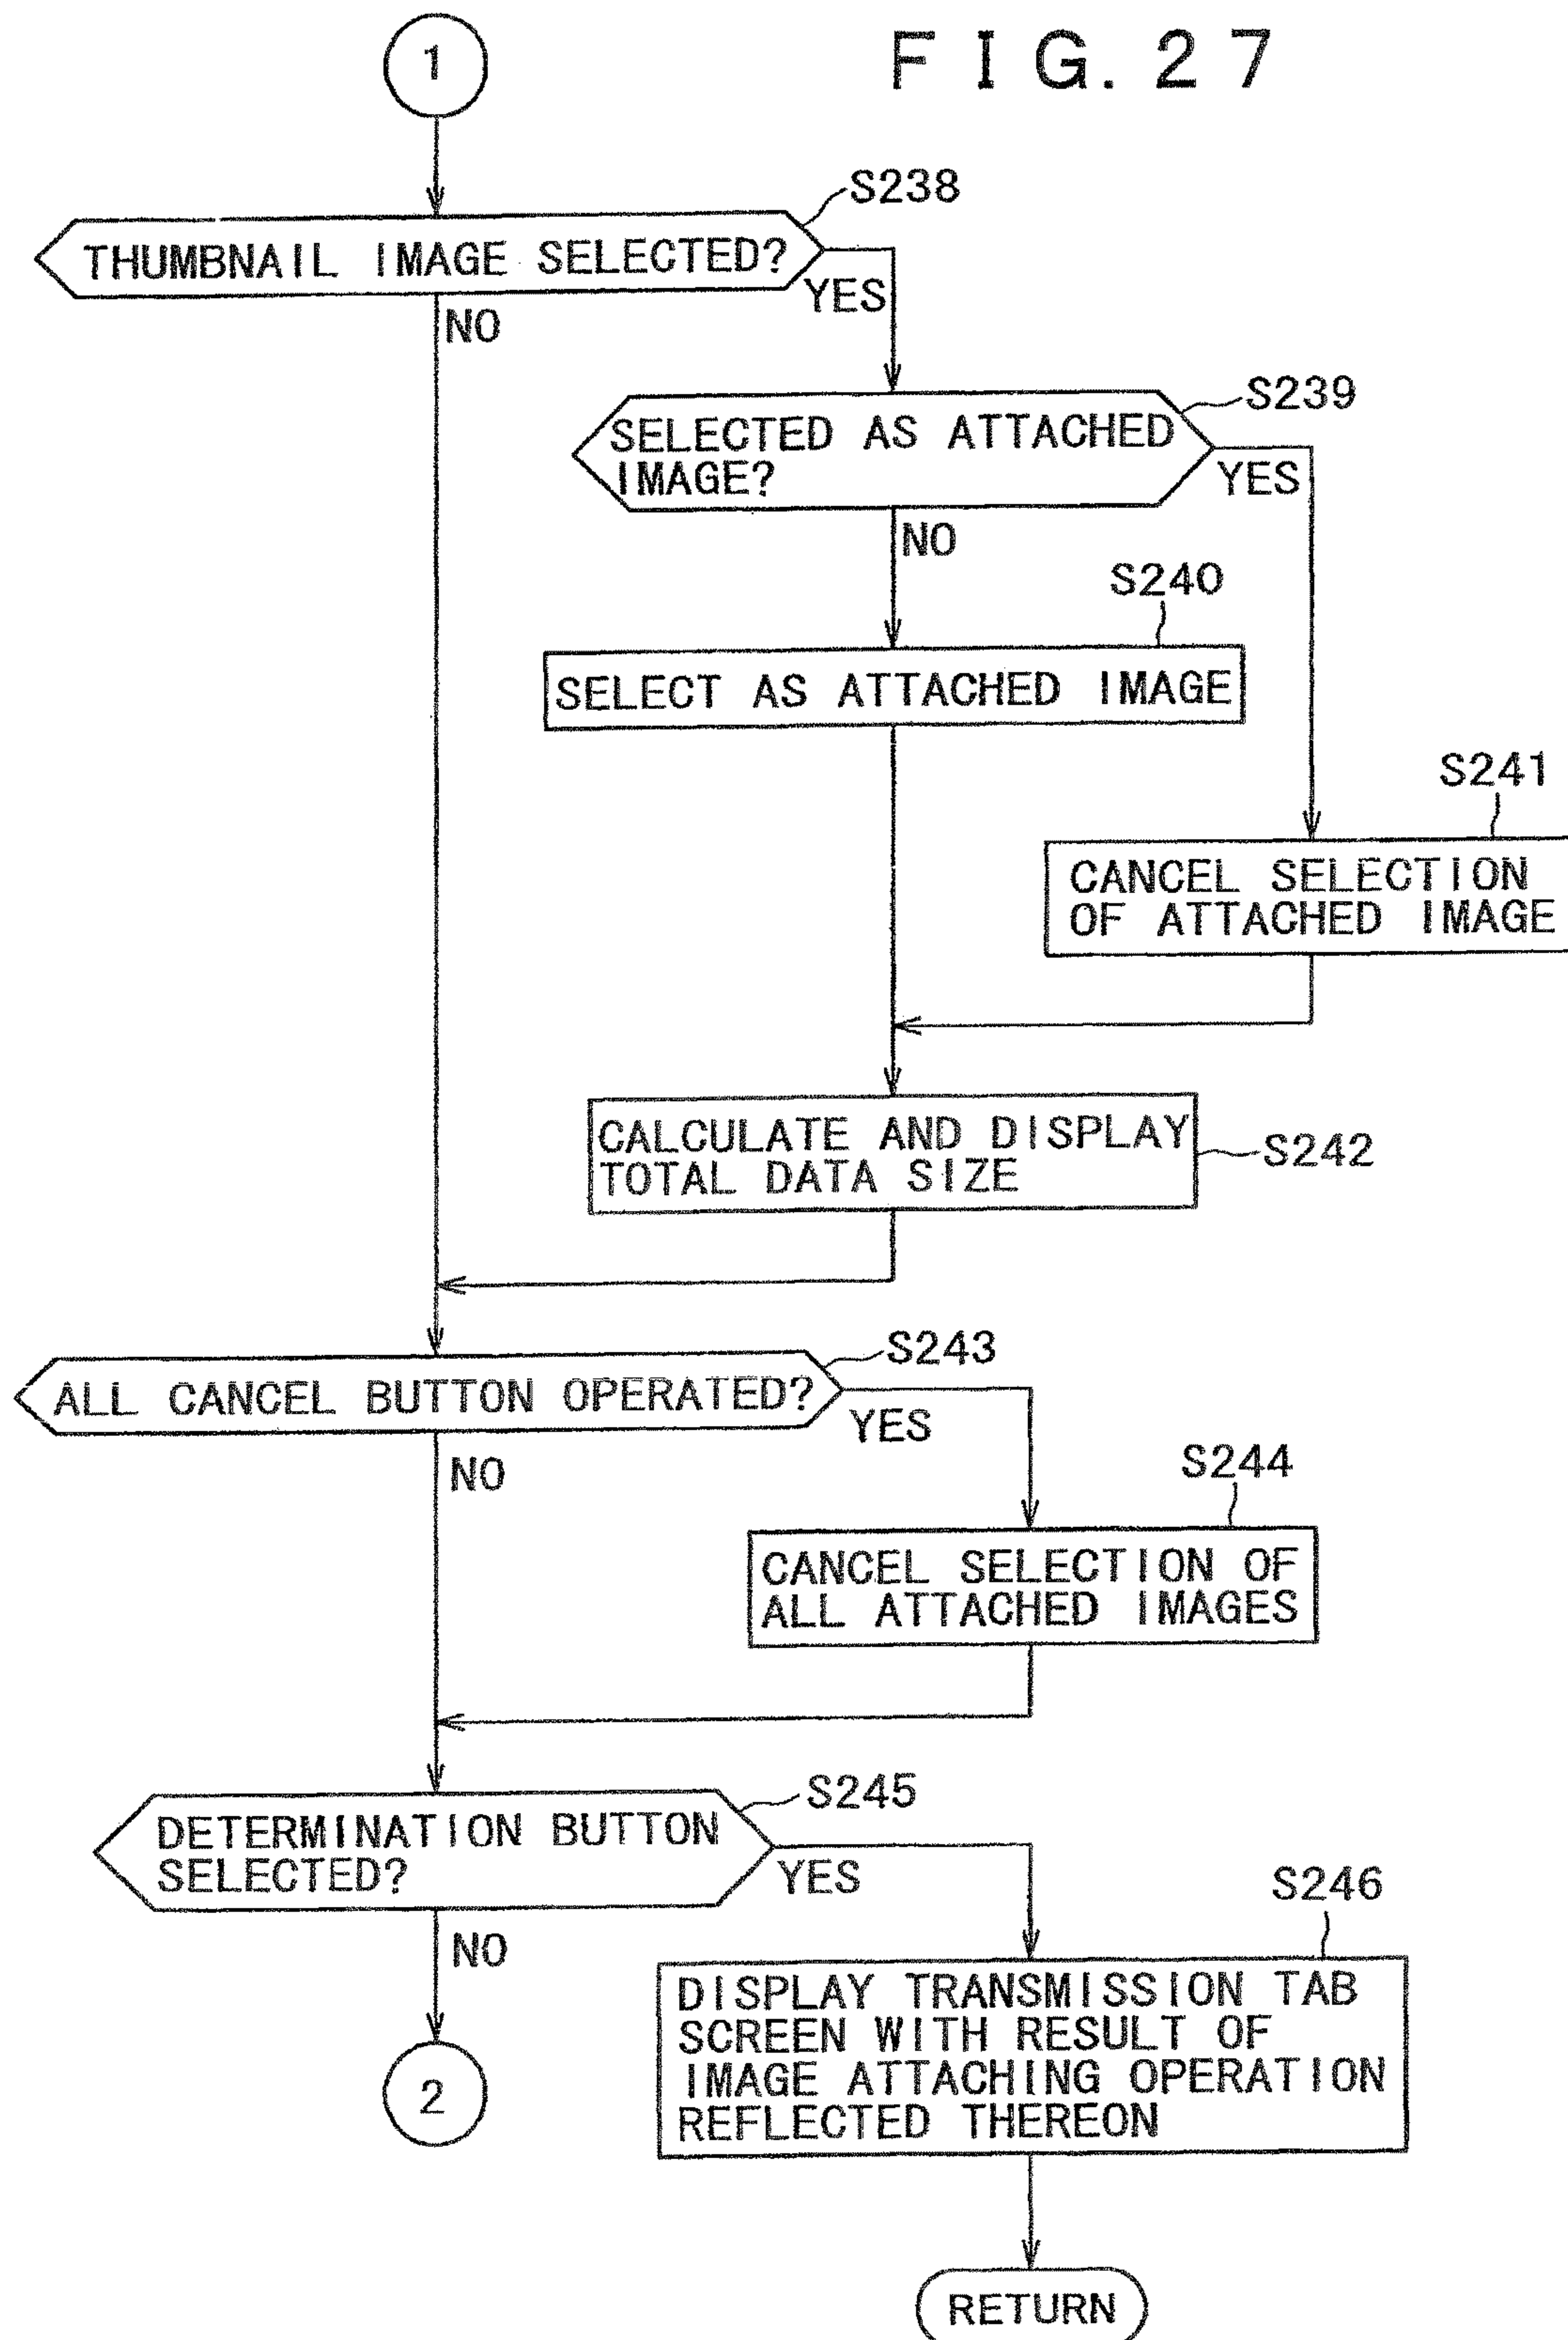 FIG. 27
1
S238
THUMBNAIL IMAGE SELECTED?
YES
NO
S239
SELECTED AS ATTACHED
IMAGE?
YES
NO
S240
SELECT AS ATTACHED IMAGE
S241
CANCEL SELECTION
OF ATTACHED IMAGE
CALCULATE AND DISPLAY
TOTAL DATA SIZE
S242
S243
ALL CANCEL BUTTON OPERATED?
YES
NO
S244
CANCEL SELECTION OF
ALL ATTACHED IMAGES
S245
DETERMINATION BUTTON
SELECTED?
YES
NO
S246
DISPLAY TRANSMISSION TAB
SCREEN WITH RESULT OF
IMAGE ATTACHING OPERATION
REFLECTED THEREON
2
RETURN